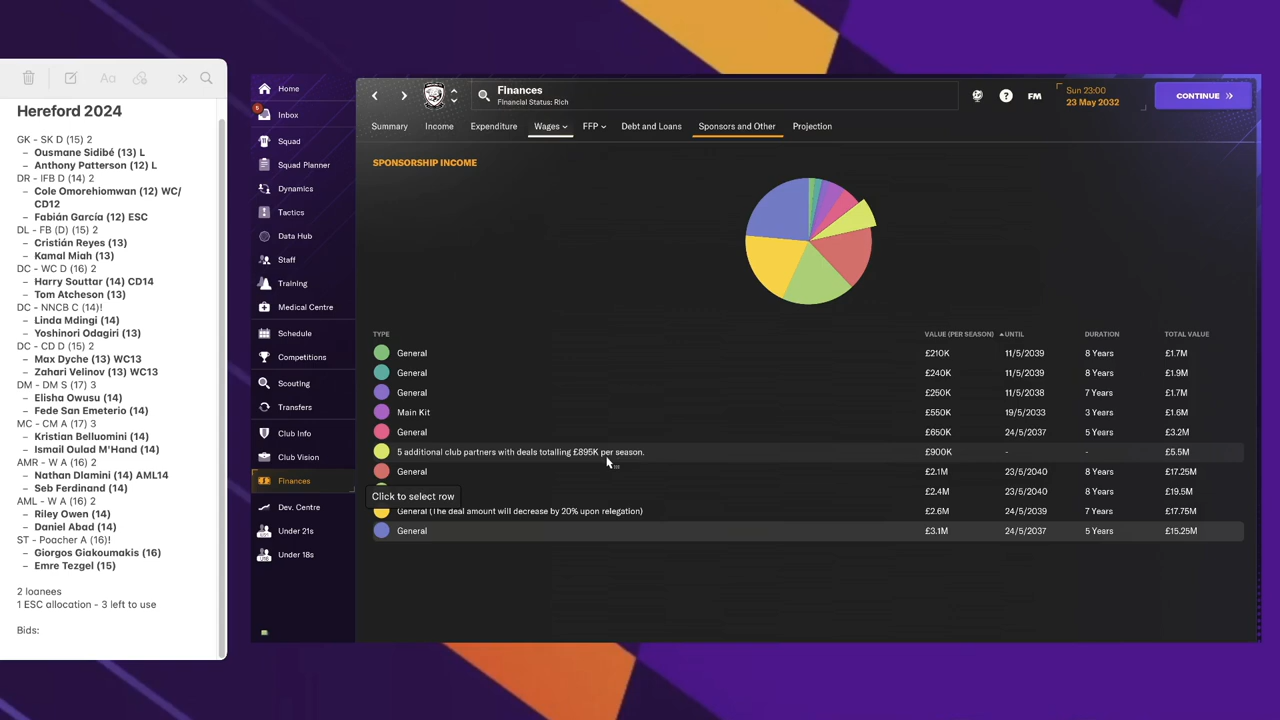 Aa
Hereford 2024
GK - SK D (15) 2
– Ousmane Sidibé (13) L
– Anthony Patterson (12) L
DR - IFB D (14) 2
– Cole Omorehiomwan (12) WC/
CD12
– Fabián García (12) ESC
DL - FB (D) (15) 2
– Cristián Reyes (13)
– Kamal Miah (13)
DC - WC D (16) 2
– Harry Souttar (14) CD14
– Tom Atcheson (13)
DC - NNCB C (14)!
– Linda Mdingi (14)
– Yoshinori Odagiri (13)
DC - CD D (15) 2
– Max Dyche (13) WC13
– Zahari Velinov (13) WC13
DM - DM S (17) 3
– Elisha Owusu (14)
– Fede San Emeterio (14)
MC - CM A (17) 3
– Kristian Belluomini (14)
– Ismail Oulad M'Hand (14)
AMR - W A (16) 2
– Nathan Dlamini (14) AML14
– Seb Ferdinand (14)
AML - W A (16) 2
– Riley Owen (14)
– Daniel Abad (14)
ST - Poacher A (16)!
– Giorgos Giakoumakis (16)
– Emre Tezgel (15)
2 loanees
1 ESC allocation - 3 left to use
Bids:
Home
5
Inbox
Squad
Squad Planner
Dynamics
Tactics
Data Hub
Staff
Training
Medical Centre
Schedule
Competitions
Scouting
Transfers
Club Info
Club Vision
Finances
Dev. Centre
Under 21s
Under 18s
Finances
Financial Status: Rich
?
FM
Sun 23:00
23 May 2032
CONTINUE
Summary Income Expenditure Wages FFP Debt and Loans Sponsors and Other Projection
SPONSORSHIP INCOME
TYPE VALUE (PER SEASON) UNTIL DURATION TOTAL VALUE
General £210K 11/5/2039 8 Years £1.7M
General £240K 11/5/2039 8 Years £1.9M
General £250K 11/5/2038 7 Years £1.7M
Main Kit £550K 19/5/2033 3 Years £1.6M
General £650K 24/5/2037 5 Years £3.2M
5 additional club partners with deals totalling £895K per season. £900K - - £5.5M
General £2.1M 23/5/2040 8 Years £17.25M
Click to select row £2.4M 23/5/2040 8 Years £19.5M
General (The deal amount will decrease by 20% upon relegation) £2.6M 24/5/2039 7 Years £17.75M
General £3.1M 24/5/2037 5 Years £15.25M